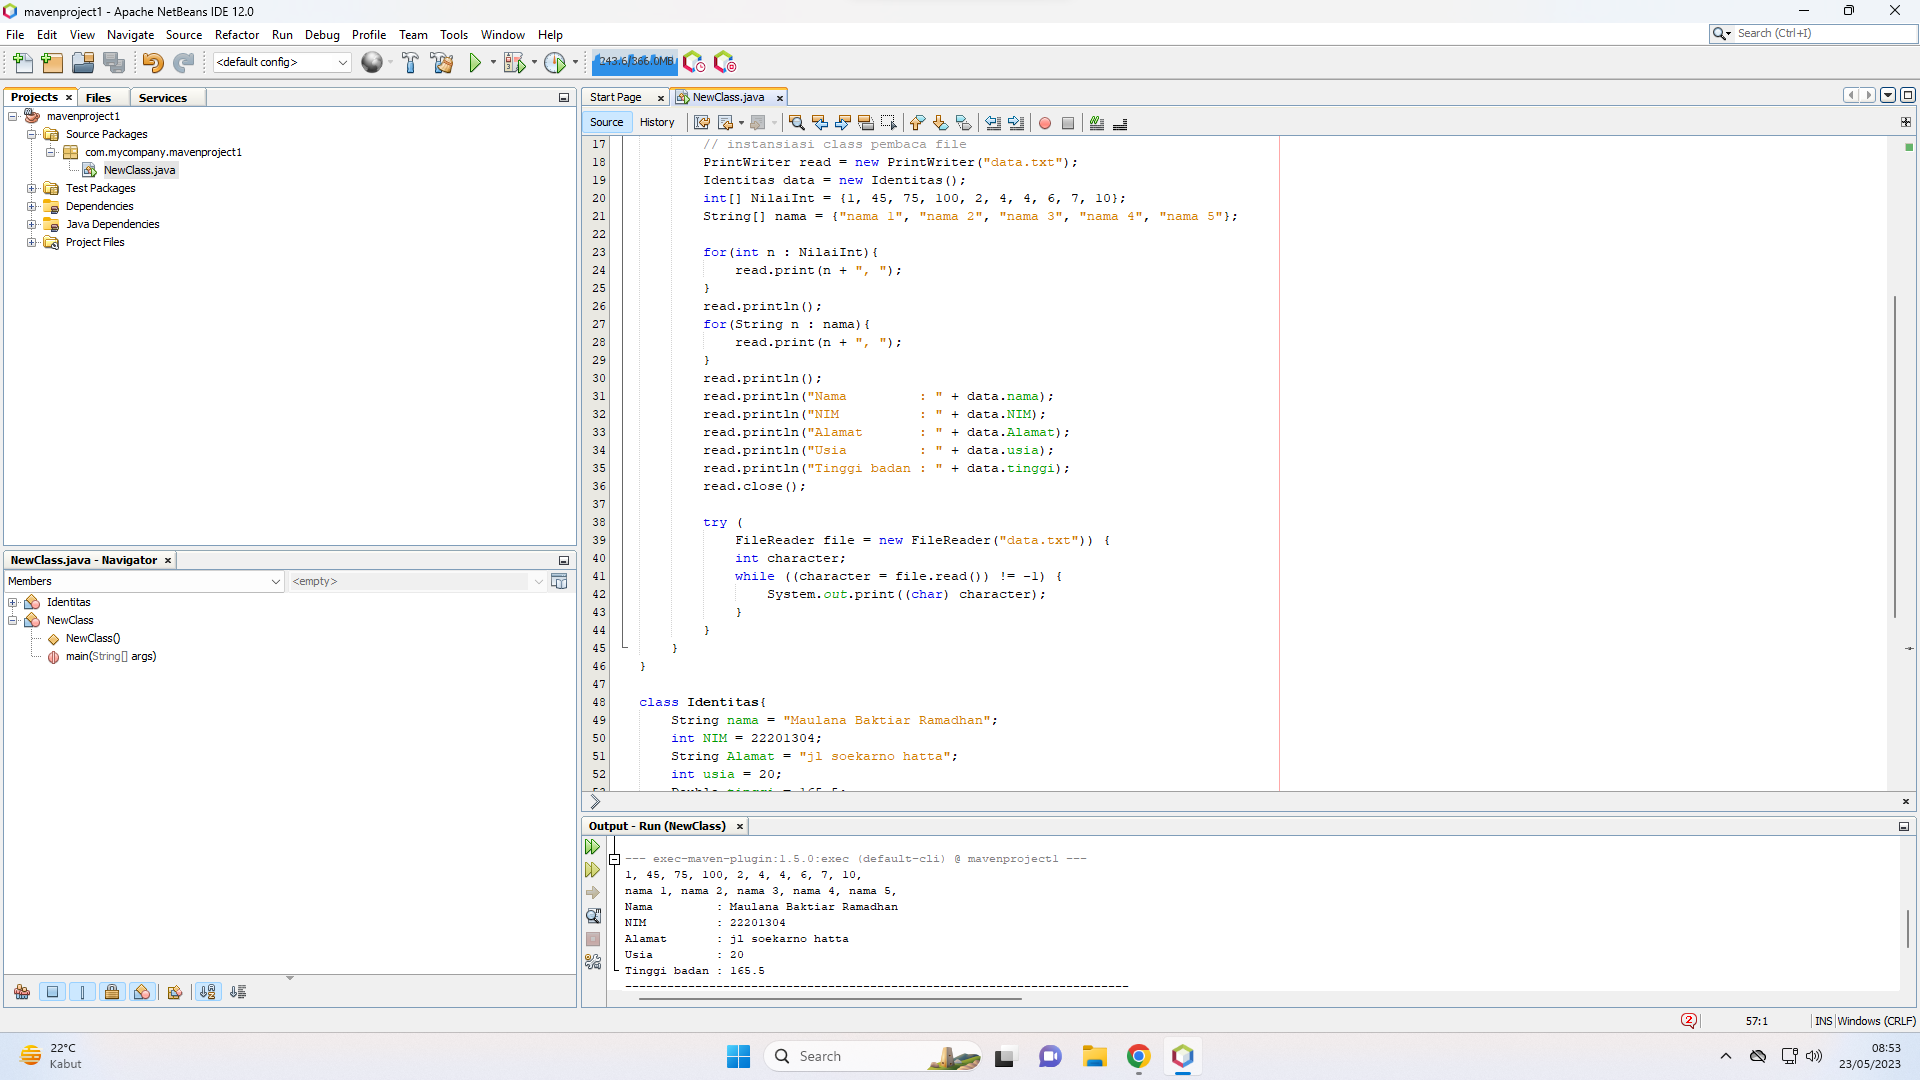 mavenproject1 - Apache NetBeans IDE 12.0
File Edit View Navigate Source Refactor Run Debug Profile Team Tools Window Help
Search (Ctrl+I)
<default config>
243.6/366.0MB
Projects Files Services
mavenproject1
Source Packages
com.mycompany.mavenproject1
NewClass.java
Test Packages
Dependencies
Java Dependencies
Project Files
NewClass.java - Navigator
Members
<empty>
Identitas
NewClass
NewClass()
main(String[] args)
Start Page NewClass.java
Source History
17 // instansiasi class pembaca file
18 PrintWriter read = new PrintWriter("data.txt");
19 Identitas data = new Identitas();
20 int[] NilaiInt = {1, 45, 75, 100, 2, 4, 4, 6, 7, 10};
21 String[] nama = {"nama 1", "nama 2", "nama 3", "nama 4", "nama 5"};
22
23 for(int n : NilaiInt){
24 read.print(n + ", ");
25 }
26 read.println();
27 for(String n : nama){
28 read.print(n + ", ");
29 }
30 read.println();
31 read.println("Nama         : " + data.nama);
32 read.println("NIM          : " + data.NIM);
33 read.println("Alamat       : " + data.Alamat);
34 read.println("Usia         : " + data.usia);
35 read.println("Tinggi badan : " + data.tinggi);
36 read.close();
37
38 try (
39 FileReader file = new FileReader("data.txt")) {
40 int character;
41 while ((character = file.read()) != -1) {
42 System.out.print((char) character);
43 }
44 }
45 }
46 }
47
48 class Identitas{
49 String nama = "Maulana Baktiar Ramadhan";
50 int NIM = 22201304;
51 String Alamat = "jl soekarno hatta";
52 int usia = 20;
53 Double tinggi = 165.5;
Output - Run (NewClass)
--- exec-maven-plugin:1.5.0:exec (default-cli) @ mavenproject1 ---
1, 45, 75, 100, 2, 4, 4, 6, 7, 10,
nama 1, nama 2, nama 3, nama 4, nama 5,
Nama         : Maulana Baktiar Ramadhan
NIM          : 22201304
Alamat       : jl soekarno hatta
Usia         : 20
Tinggi badan : 165.5
------------------------------------------------------------------------
2 57:1 INS Windows (CRLF)
22°C
Kabut
Search
08:53
23/05/2023